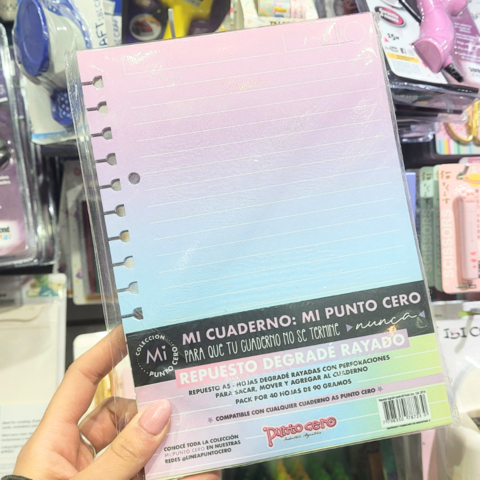 MI CUADERNO: MI PUNTO CERO
PARA QUE TU CUADERNO NO SE TERMINE nunca
COLECCIÓN
Mi
PUNTO CERO
REPUESTO DEGRADÉ RAYADO
REPUESTO A5 - HOJAS DEGRADÉ RAYADAS CON PERFORACIONES
PARA SACAR, MOVER Y AGREGAR AL CUADERNO
PACK POR 40 HOJAS DE 90 GRAMOS
COMPATIBLE CON CUALQUIER CUADERNO A5 PUNTO CERO
CONOCÉ TODA LA COLECCIÓN
MI PUNTO CERO EN NUESTRAS
REDES @LINEAPUNTOCERO
PUNTO CERO
Industria Argentina